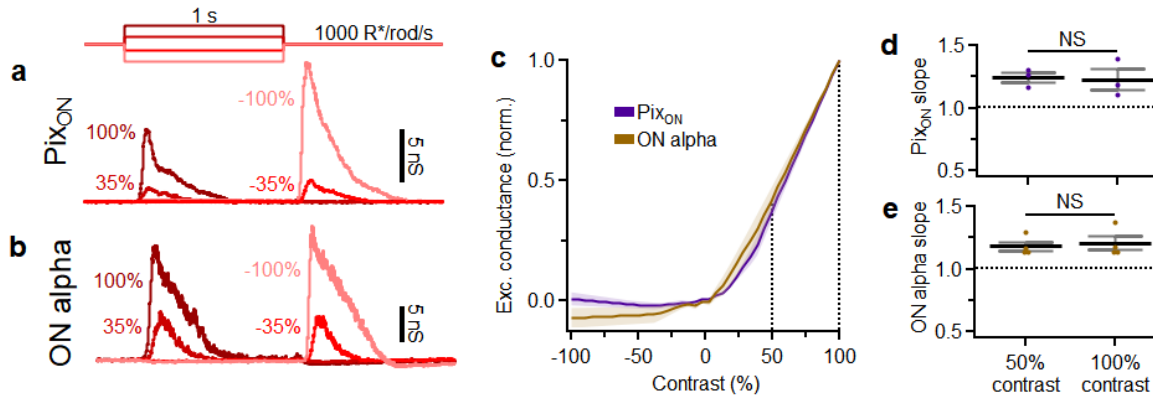 1 s
1000 R*/rod/s
a
PixON
100%
35%
-100%
-35%
5 nS
b
ON alpha
100%
35%
-100%
-35%
5 nS
c
Exc. conductance (norm.)
1.0
0.5
0.0
PixON
ON alpha
-100
-50
0
50
100
Contrast (%)
d
NS
PixON slope
1.5
1.0
0.5
e
NS
ON alpha slope
1.5
1.0
0.5
50%
contrast
100%
contrast